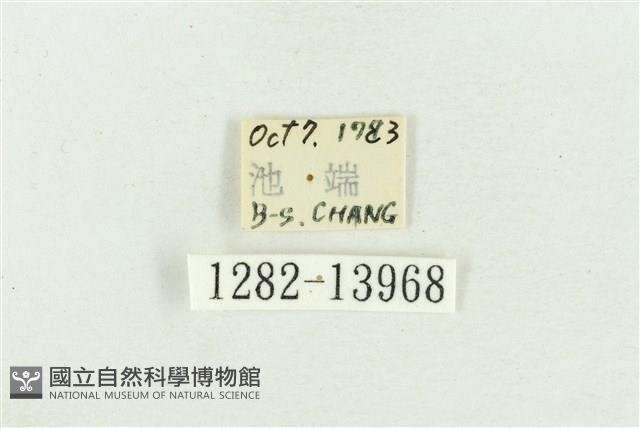 Oct 7. 1983
池 端
B-S. CHANG
1282-13968
國立自然科學博物館
NATIONAL MUSEUM OF NATURAL SCIENCE